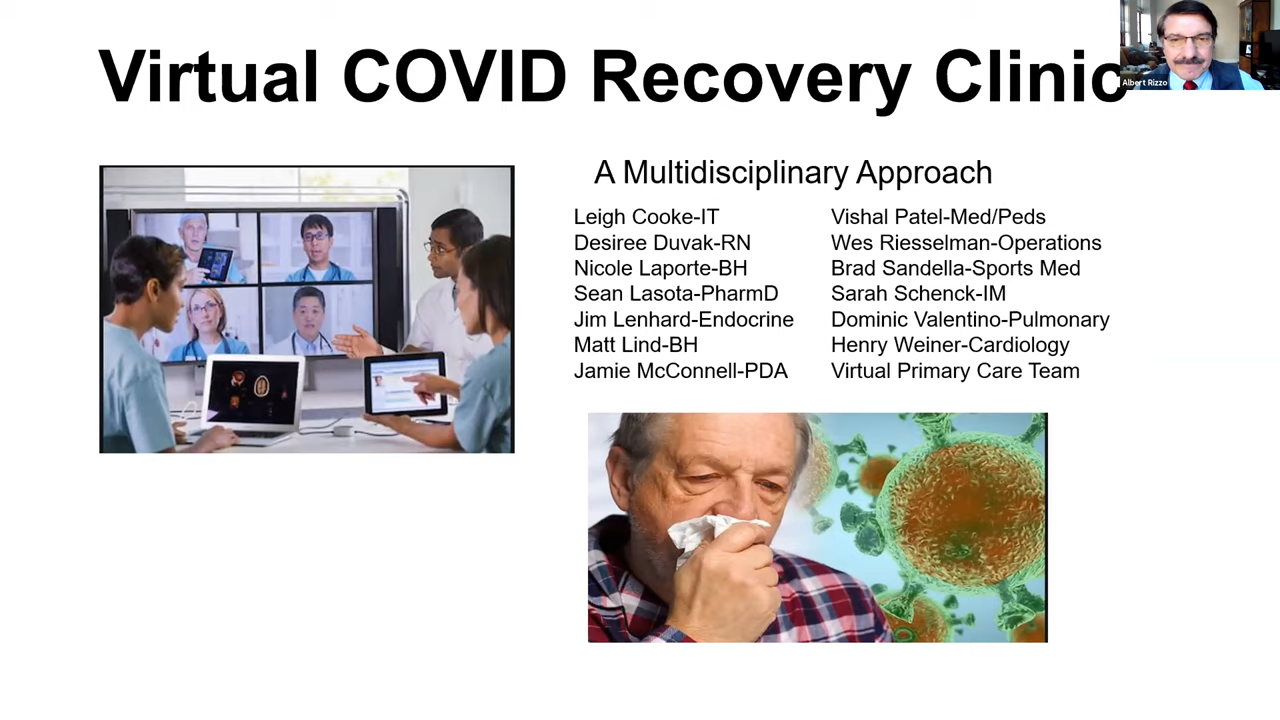 Virtual COVID Recovery Clinic
Albert Rizzo
A Multidisciplinary Approach
Leigh Cooke-IT
Desiree Duvak-RN
Nicole Laporte-BH
Sean Lasota-PharmD
Jim Lenhard-Endocrine
Matt Lind-BH
Jamie McConnell-PDA
Vishal Patel-Med/Peds
Wes Riesselman-Operations
Brad Sandella-Sports Med
Sarah Schenck-IM
Dominic Valentino-Pulmonary
Henry Weiner-Cardiology
Virtual Primary Care Team